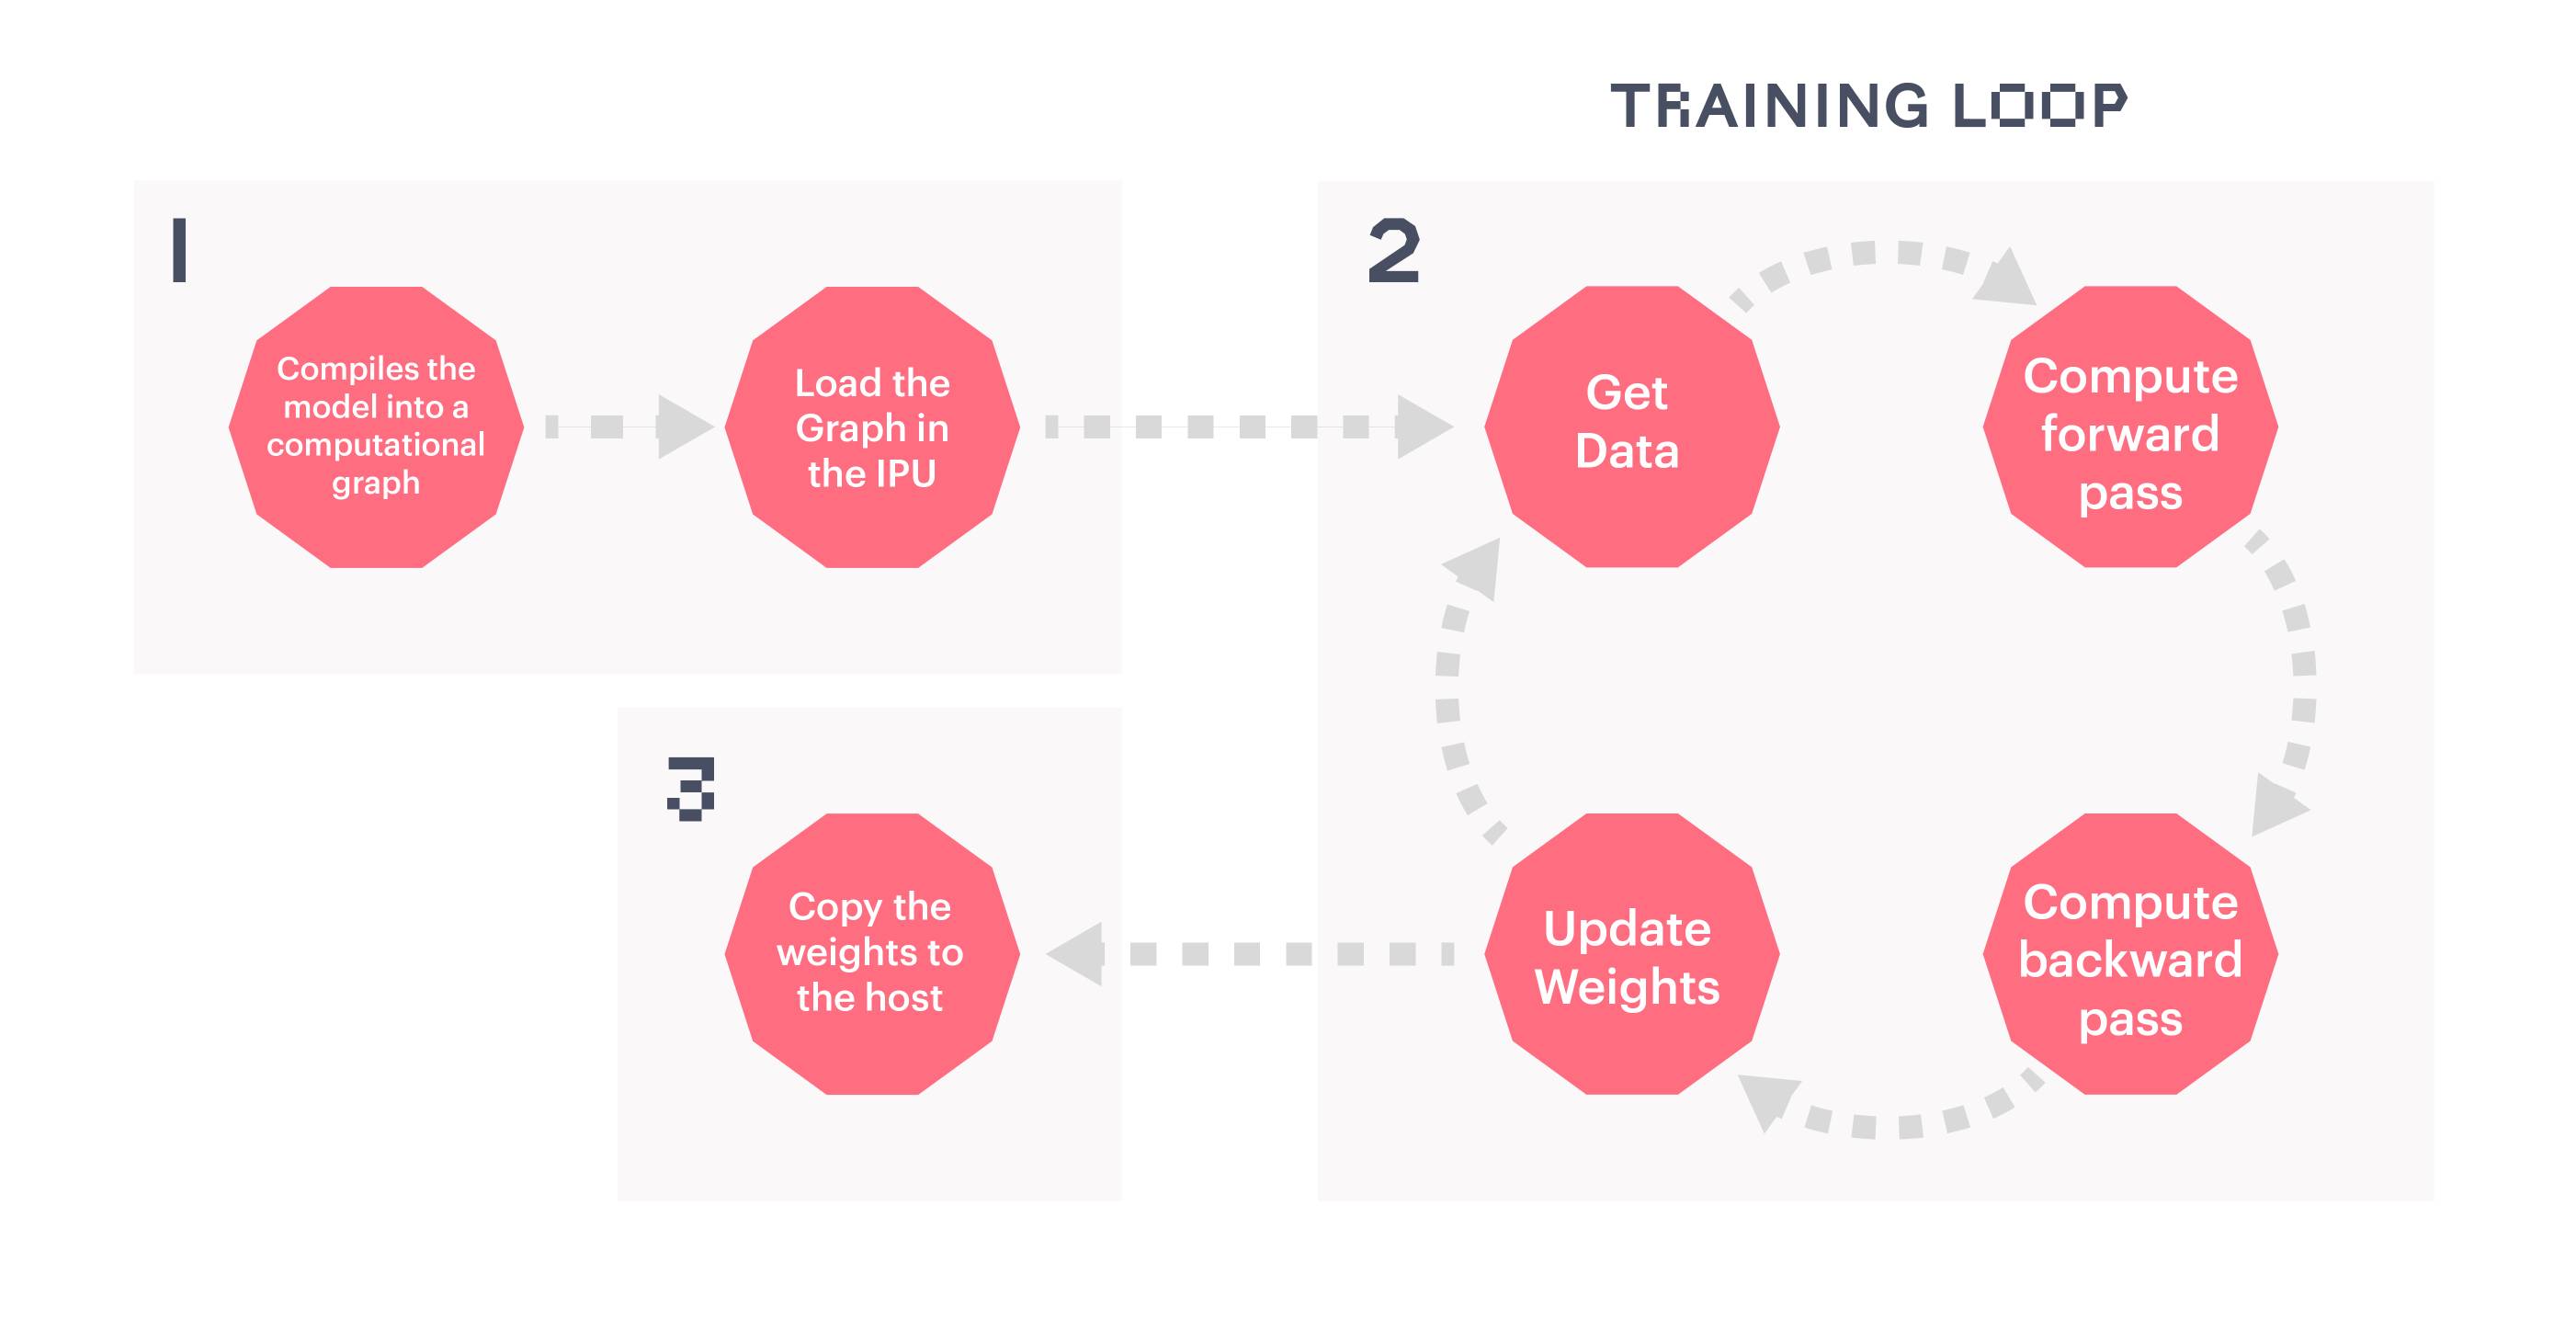 TRAINING LOOP
1
Compiles the
model into a
computational
graph
Load the
Graph in
the IPU
2
Get
Data
Compute
forward
pass
Compute
backward
pass
Update
Weights
3
Copy the
weights to
the host